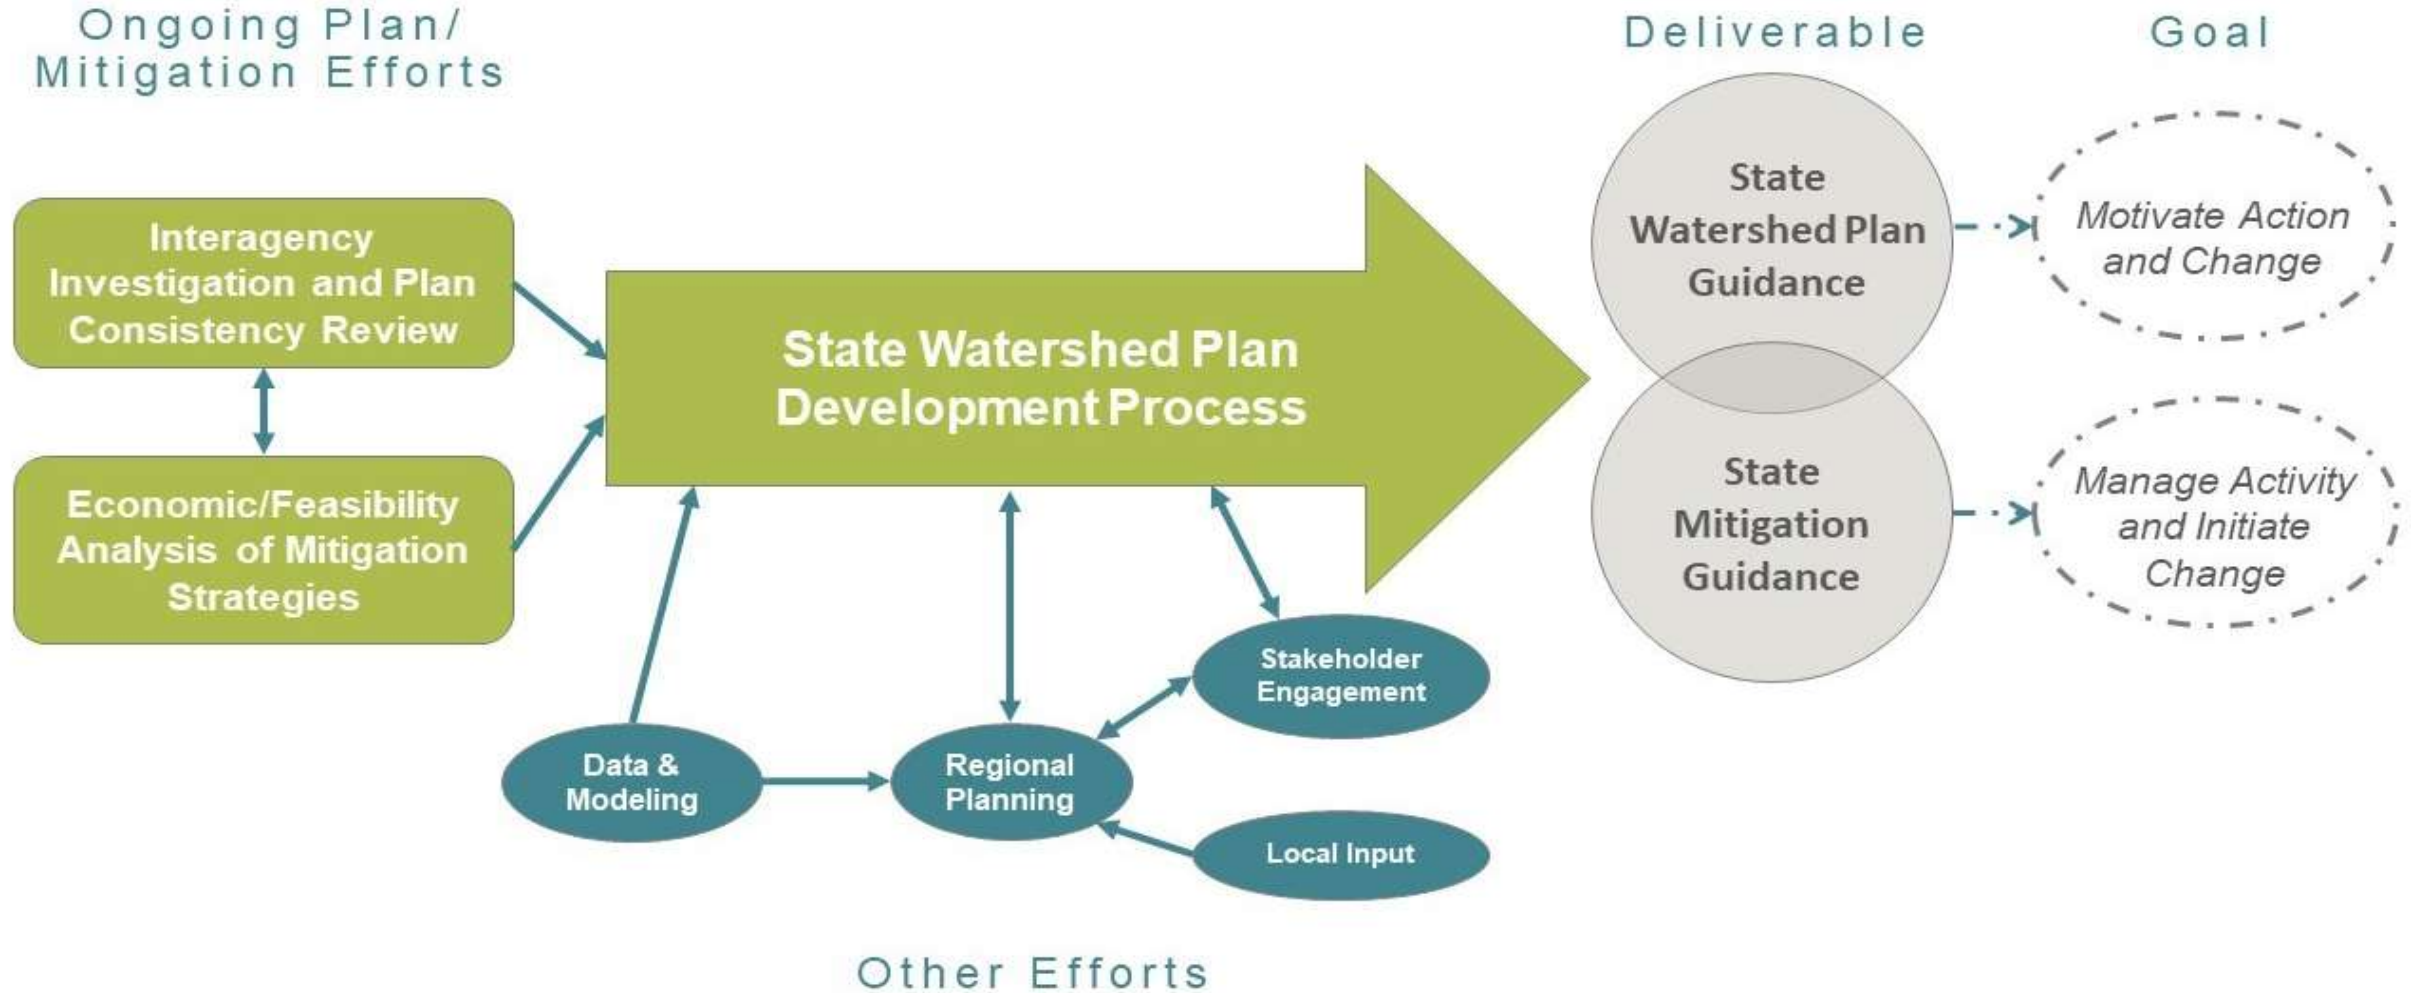 Ongoing Plan/
Mitigation Efforts
Interagency
Investigation and Plan
Consistency Review
Economic/Feasibility
Analysis of Mitigation
Strategies
State Watershed Plan
Development Process
Data &
Modeling
Regional
Planning
Stakeholder
Engagement
Local Input
Other Efforts
Deliverable
State
Watershed Plan
Guidance
State
Mitigation
Guidance
Goal
Motivate Action
and Change
Manage Activity
and Initiate
Change